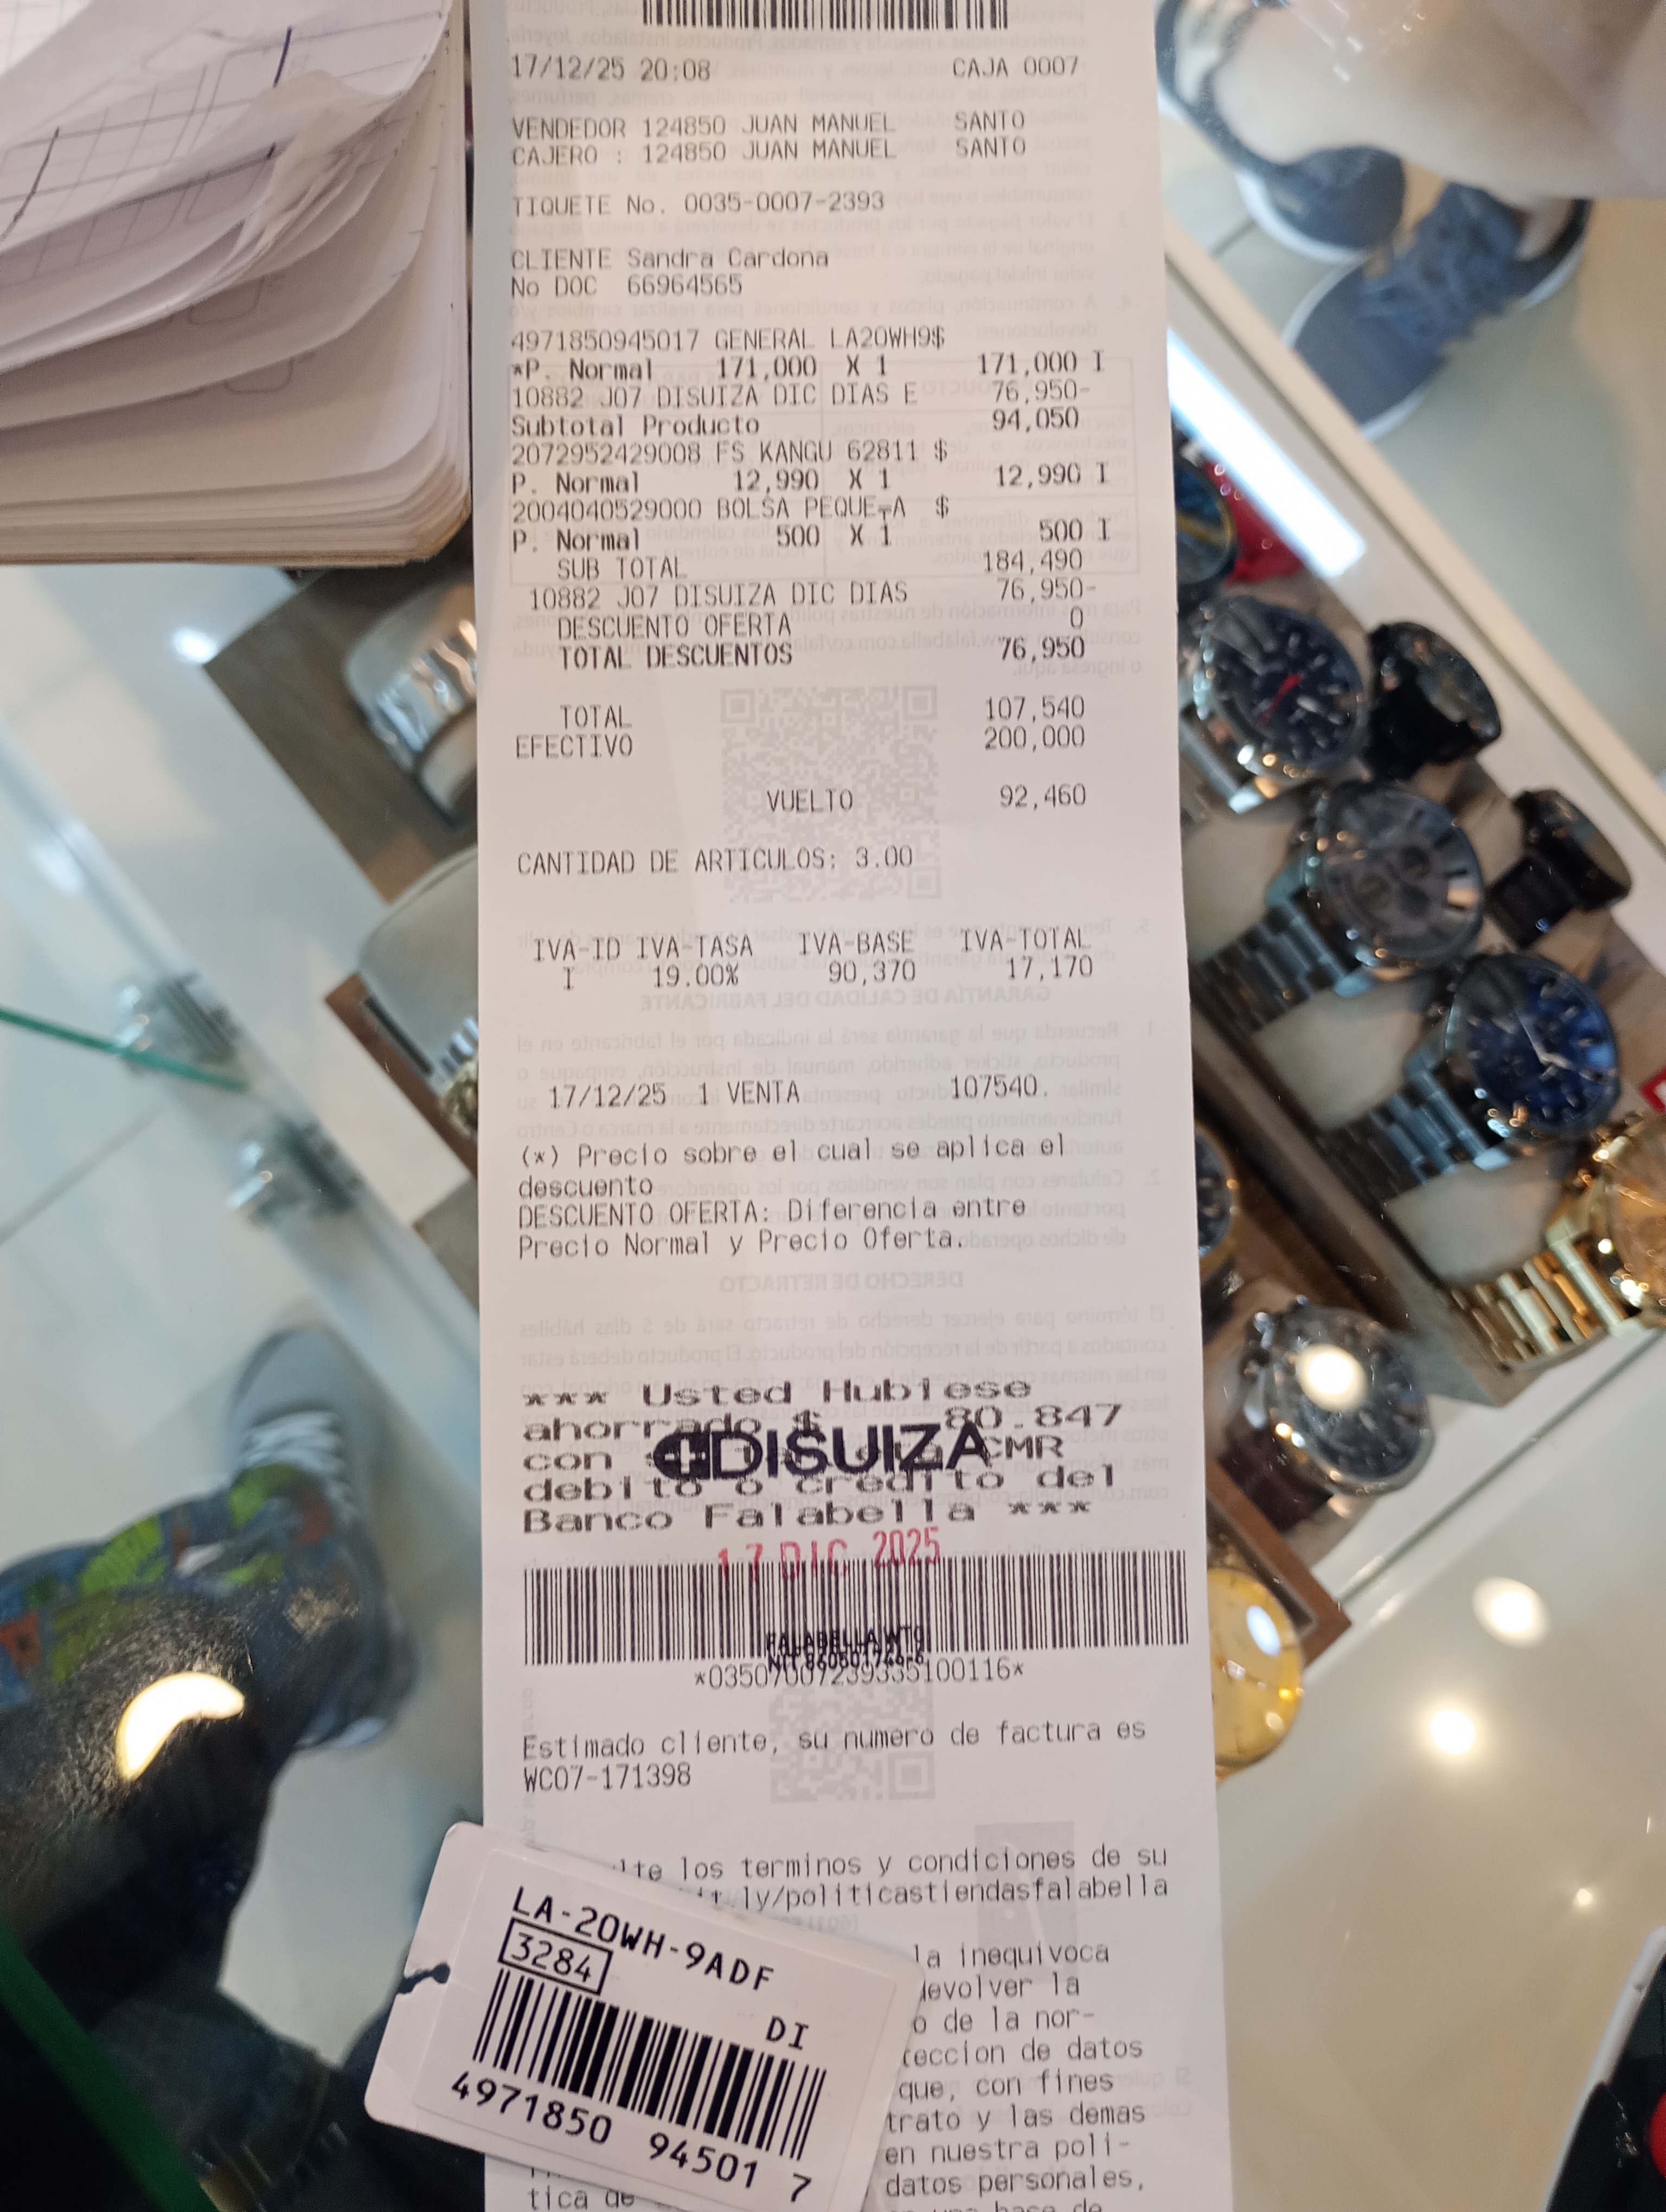 17/12/25 20:08 CAJA 0007
VENDEDOR 124850 JUAN MANUEL SANTO
CAJERO : 124850 JUAN MANUEL SANTO
TIQUETE No. 0035-0007-2393
CLIENTE Sandra Cardona
No DOC 66964565
4971850945017 GENERAL LA20WH9$
*P. Normal 171,000 X 1 171,000 I
10882 J07 DISUIZA DIC DIAS E 76,950-
Subtotal Producto 94,050
2072952429008 FS KANGU 62811 $
P. Normal 12,990 X 1 12,990 I
2004040529000 BOLSA PEQUE¬A $
P. Normal 500 X 1 500 I
SUB TOTAL 184,490
10882 J07 DISUIZA DIC DIAS 76,950-
DESCUENTO OFERTA 0
TOTAL DESCUENTOS 76,950
TOTAL 107,540
EFECTIVO 200,000
VUELTO 92,460
CANTIDAD DE ARTICULOS: 3.00
IVA-ID IVA-TASA IVA-BASE IVA-TOTAL
I 19.00% 90,370 17,170
17/12/25 1 VENTA 107540.
(*) Precio sobre el cual se aplica el
descuento
DESCUENTO OFERTA: Diferencia entre
Precio Normal y Precio Oferta.
*** Usted Hubiese
ahorrado $ 80.847
con CMR
DISUIZA
debito o credito del
Banco Falabella ***
17 DIC 2025
FALABELLA WTC
NIT 860501746-6
Estimado cliente, su numero de factura es
WC07-171398
los terminos y condiciones de su
ly/politicastiendasfalabella
la inequivoca
devolver la
o de la nor-
de datos
que, con fines
trato y las demas
en nuestra poli-
datos personales,
tica de
LA-20WH-9ADF
3284
DI
4971850 94501 7